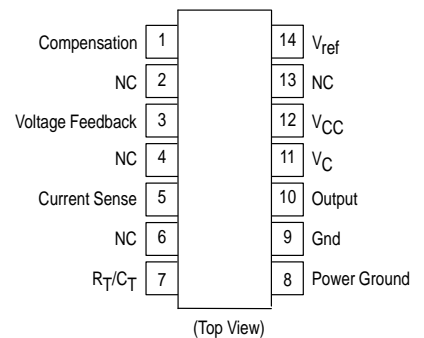 Compensation 1 14 Vref
NC 2 13 NC
Voltage Feedback 3 12 VCC
NC 4 11 VC
Current Sense 5 10 Output
NC 6 9 Gnd
RT/CT 7 8 Power Ground
(Top View)